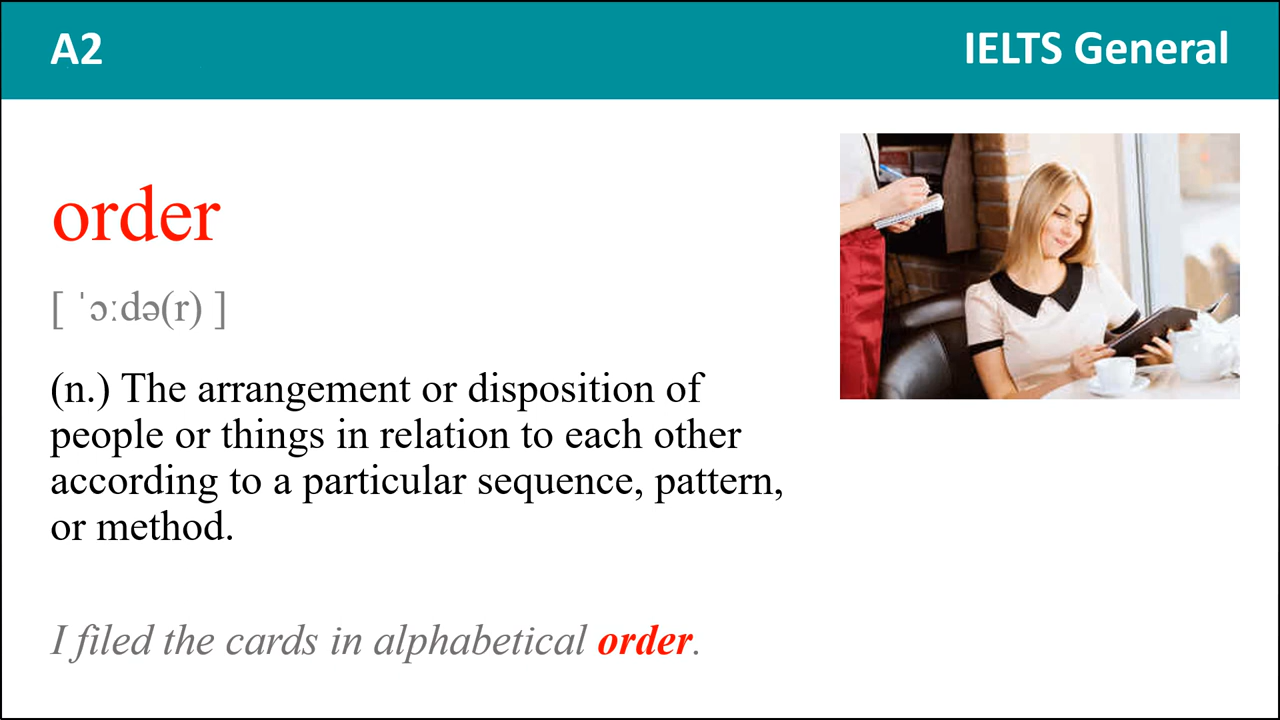 A2
IELTS General
order
[ ˈɔːdə(r) ]
(n.) The arrangement or disposition of
people or things in relation to each other
according to a particular sequence, pattern,
or method.
I filed the cards in alphabetical order.